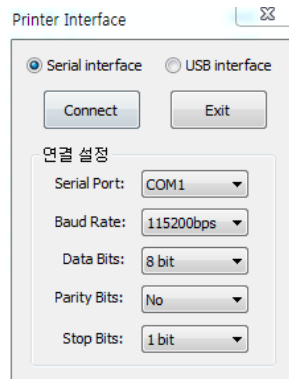 Printer Interface
Serial interface USB interface
Connect Exit
연결 설정
Serial Port: COM1
Baud Rate: 115200bps
Data Bits: 8 bit
Parity Bits: No
Stop Bits: 1 bit